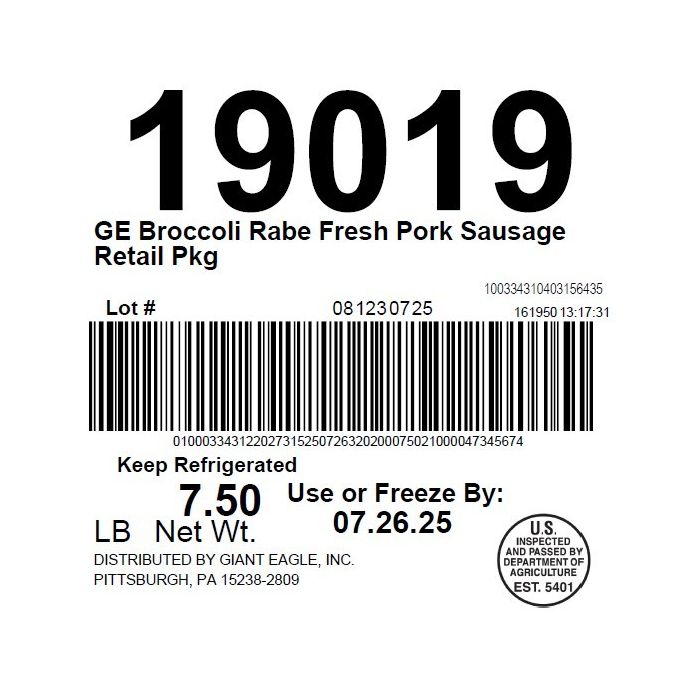 19019
GE Broccoli Rabe Fresh Pork Sausage
Retail Pkg
100334310403156435
Lot # 081230725 161950 13:17:31
010003343122027315250726320200075021000047345674
Keep Refrigerated
7.50
LB Net Wt.
Use or Freeze By:
07.26.25
DISTRIBUTED BY GIANT EAGLE, INC.
PITTSBURGH, PA 15238-2809
U.S.
INSPECTED
AND PASSED BY
DEPARTMENT OF
AGRICULTURE
EST. 5401